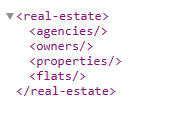 <real-estate>
<agencies/>
<owners/>
<properties/>
<flats/>
</real-estate>